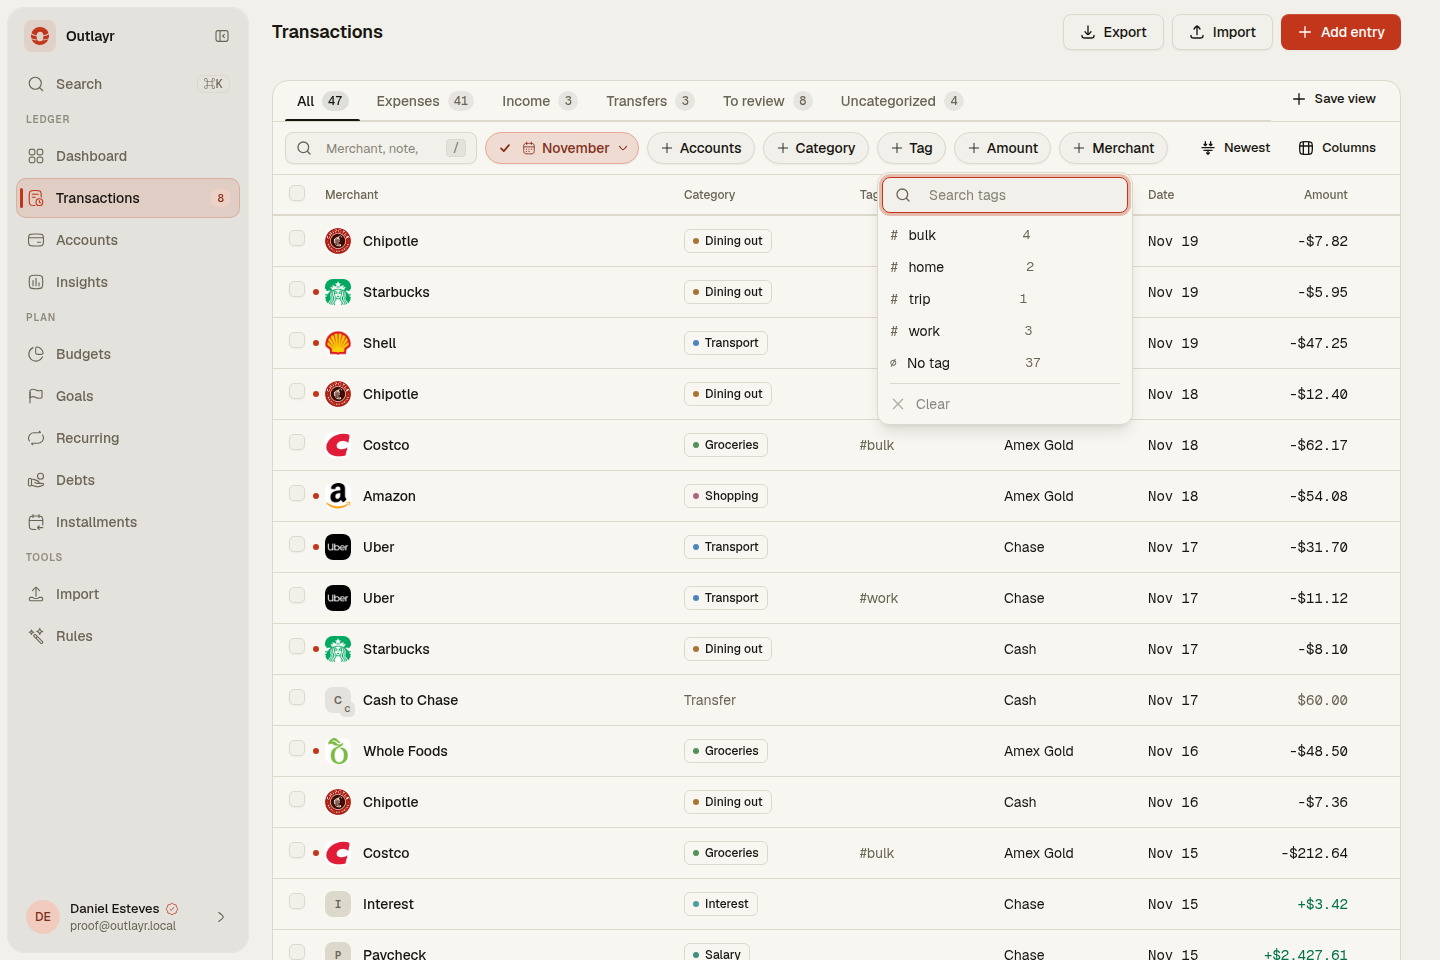 Outlayr
Search ⌘K
LEDGER
Dashboard
Transactions 8
Accounts
Insights
PLAN
Budgets
Goals
Recurring
Debts
Installments
TOOLS
Import
Rules
DE Daniel Esteves
proof@outlayr.local
Transactions
Export Import Add entry
All 47 Expenses 41 Income 3 Transfers 3 To review 8 Uncategorized 4 Save view
Merchant, note, / November Accounts Category Tag Amount Merchant Newest Columns
Merchant Category Tag Date Amount
Search tags
# bulk 4
# home 2
# trip 1
# work 3
No tag 37
Clear
Chipotle Dining out Nov 19 -$7.82
Starbucks Dining out Nov 19 -$5.95
Shell Transport Nov 19 -$47.25
Chipotle Dining out Nov 18 -$12.40
Costco Groceries #bulk Amex Gold Nov 18 -$62.17
a Amazon Shopping Amex Gold Nov 18 -$54.08
Uber Uber Transport Chase Nov 17 -$31.70
Uber Uber Transport #work Chase Nov 17 -$11.12
Starbucks Dining out Cash Nov 17 -$8.10
C C Cash to Chase Transfer Cash Nov 17 $60.00
Whole Foods Groceries Amex Gold Nov 16 -$48.50
Chipotle Dining out Cash Nov 16 -$7.36
Costco Groceries #bulk Amex Gold Nov 15 -$212.64
I Interest Interest Chase Nov 15 +$3.42
P Paycheck Salary Chase Nov 15 +$2,427.61